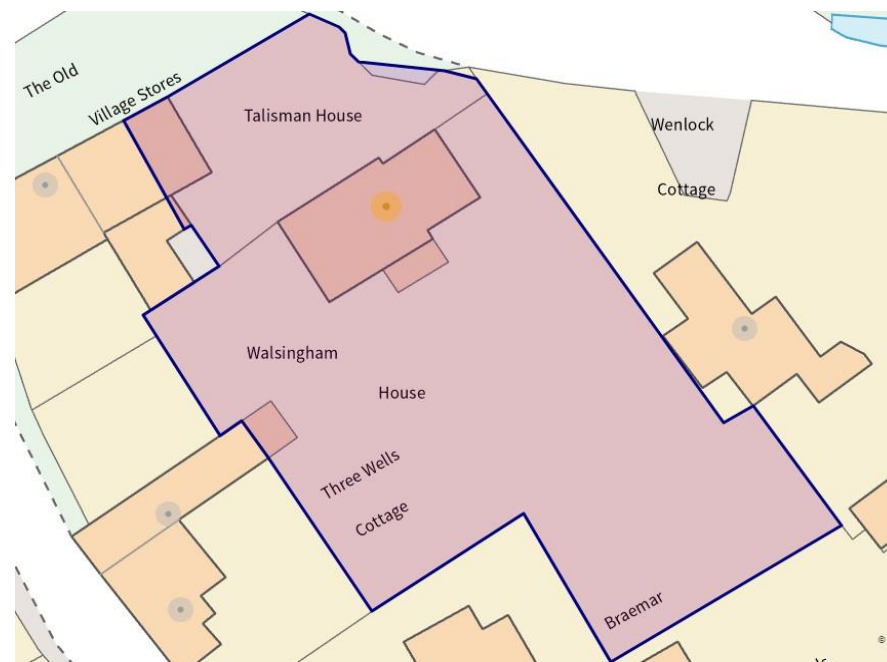 The Old
Village Stores
Talisman House
Wenlock
Cottage
Walsingham
House
Three Wells
Cottage
Braemar
©